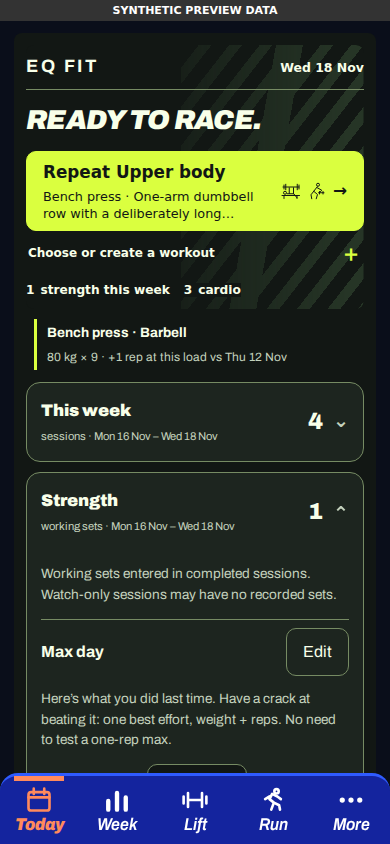 SYNTHETIC PREVIEW DATA
EQ FIT
Wed 18 Nov
READY TO RACE.
Repeat Upper body
Bench press · One-arm dumbbell
row with a deliberately long…
→
Choose or create a workout
+
1 strength this week 3 cardio
Bench press · Barbell
80 kg × 9 · +1 rep at this load vs Thu 12 Nov
This week
4
sessions · Mon 16 Nov – Wed 18 Nov
Strength
1
working sets · Mon 16 Nov – Wed 18 Nov
Working sets entered in completed sessions.
Watch-only sessions may have no recorded sets.
Max day
Edit
Here’s what you did last time. Have a crack at
beating it: one best effort, weight + reps. No need
to test a one-rep max.
Today
Week
Lift
Run
More